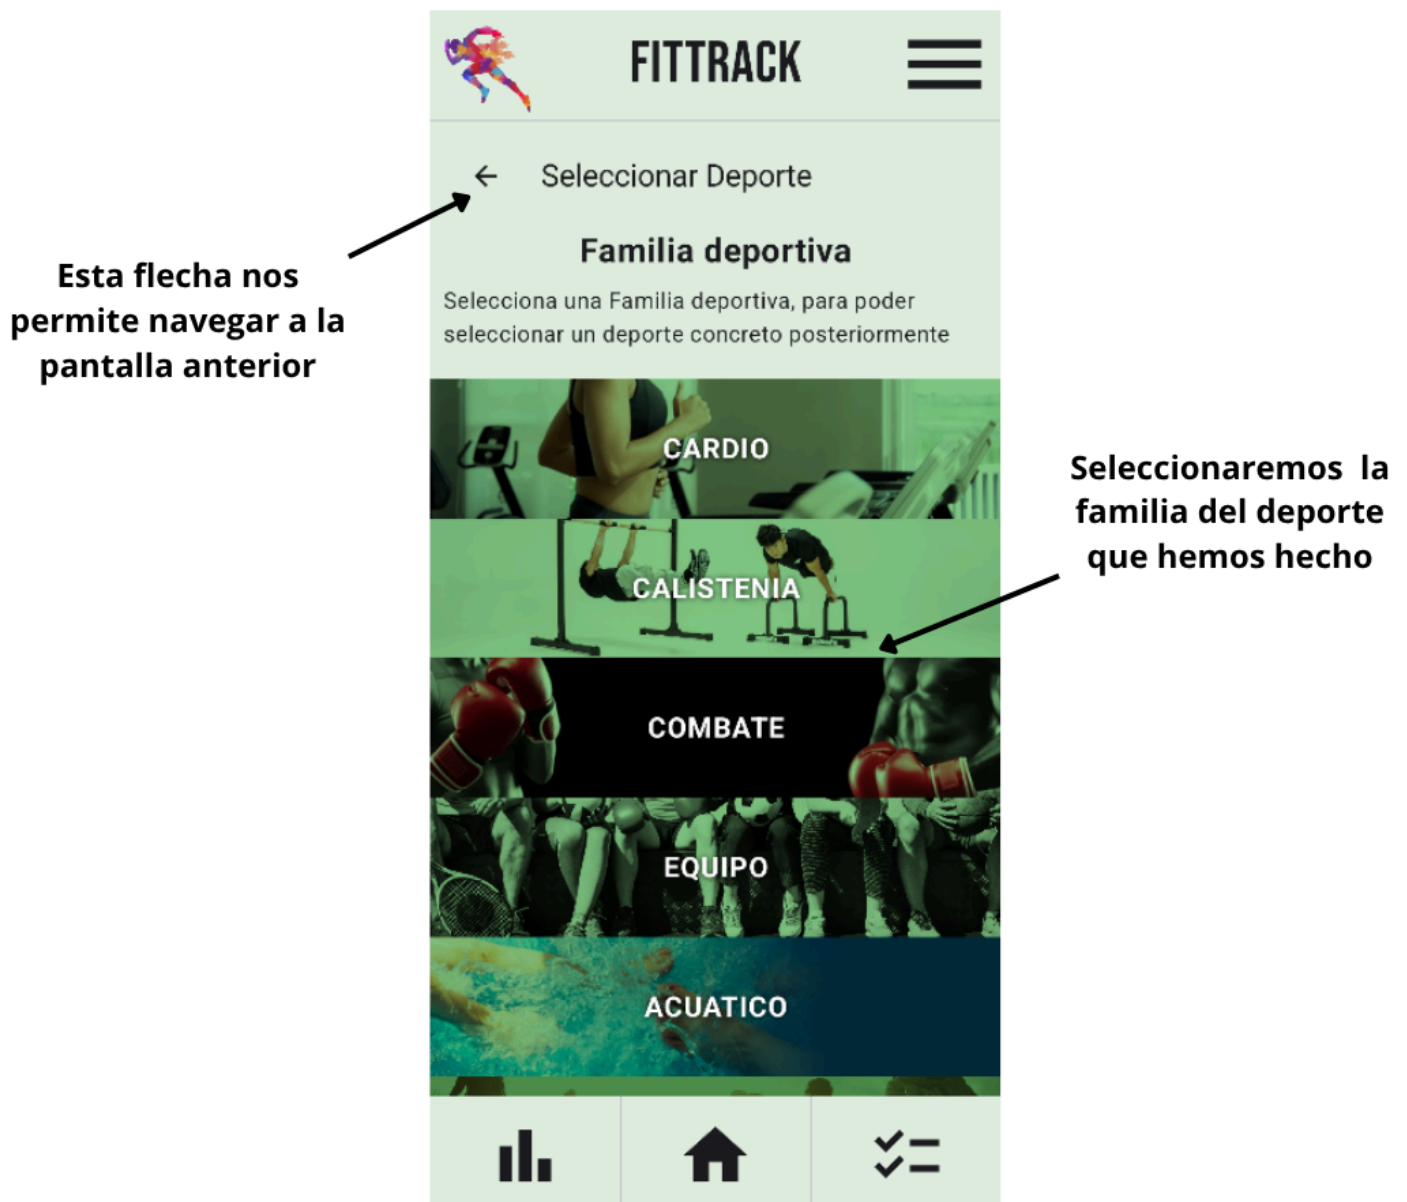 FITTRACK
Seleccionar Deporte
Familia deportiva
Selecciona una Familia deportiva, para poder
seleccionar un deporte concreto posteriormente
Esta flecha nos
permite navegar a la
pantalla anterior
CARDIO
Seleccionaremos la
familia del deporte
que hemos hecho
CALISTENIA
COMBATE
EQUIPO
ACUATICO